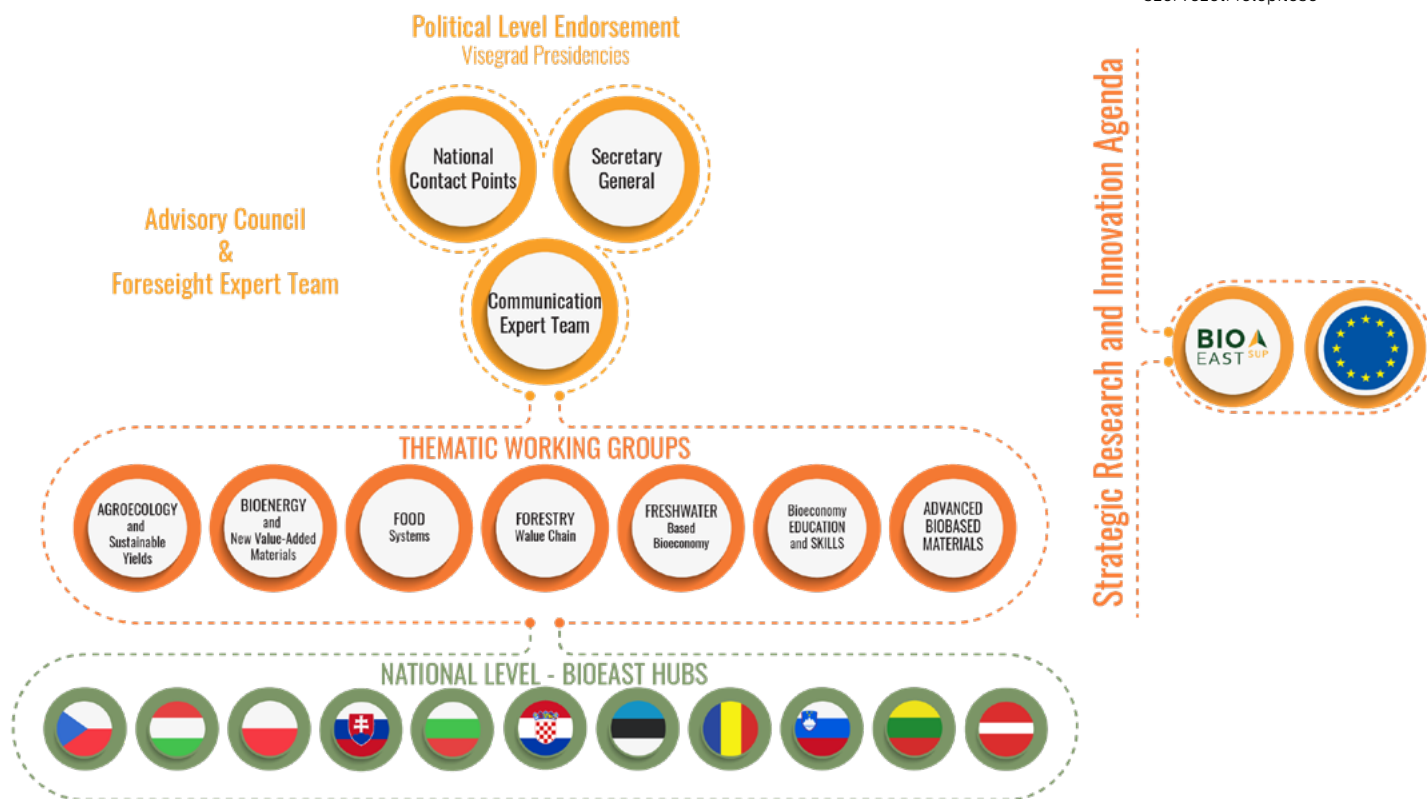 Political Level Endorsement
Visegrad Presidencies
National
Contact Points
Secretary
General
Advisory Council
&
Foreseight Expert Team
Communication
Expert Team
THEMATIC WORKING GROUPS
AGROECOLOGY
and
Sustainable
Yields
BIOENERGY
and
New Value-Added
Materials
FOOD
Systems
FORESTRY
Walue Chain
FRESHWATER
Based
Bioeconomy
Bioeconomy
EDUCATION
and SKILLS
ADVANCED
BIOBASED
MATERIALS
NATIONAL LEVEL - BIOEAST HUBS
Strategic Research and Innovation Agenda
BIO
EAST SUP